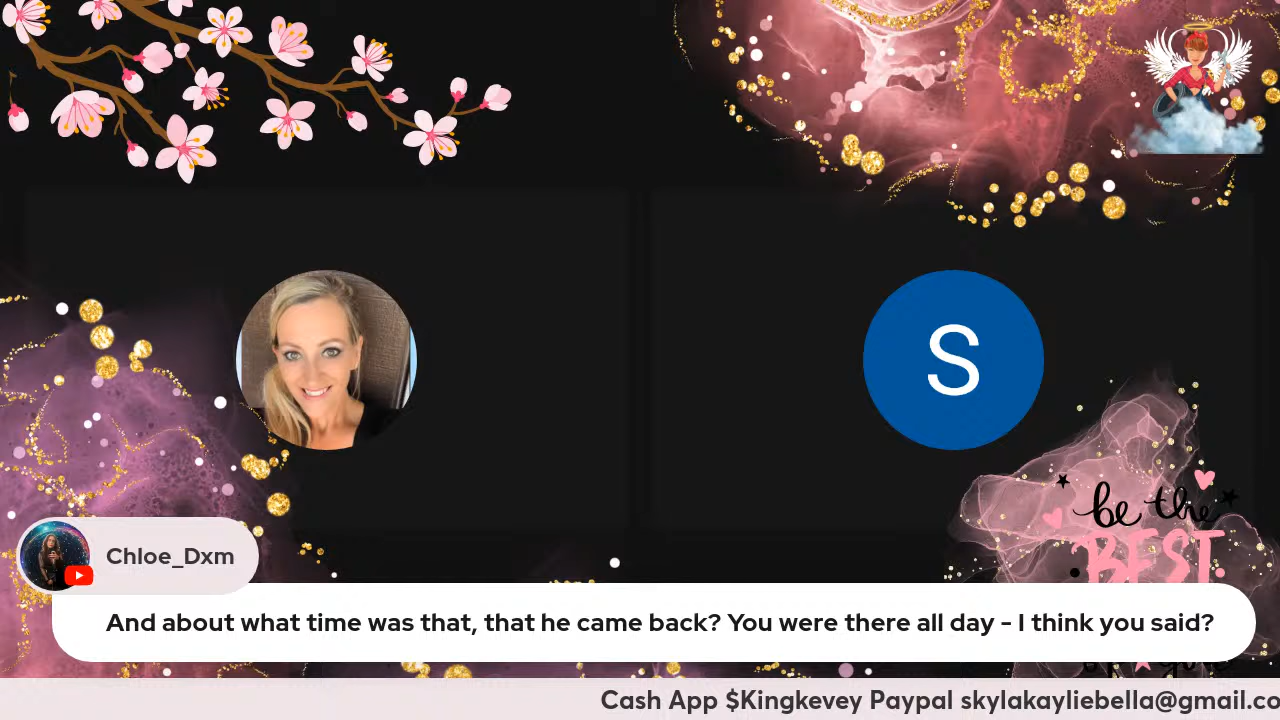 S
be the
BEST
Chloe_Dxm
And about what time was that, that he came back? You were there all day - I think you said?
Cash App $Kingkevey Paypal skylakayliebella@gmail.co